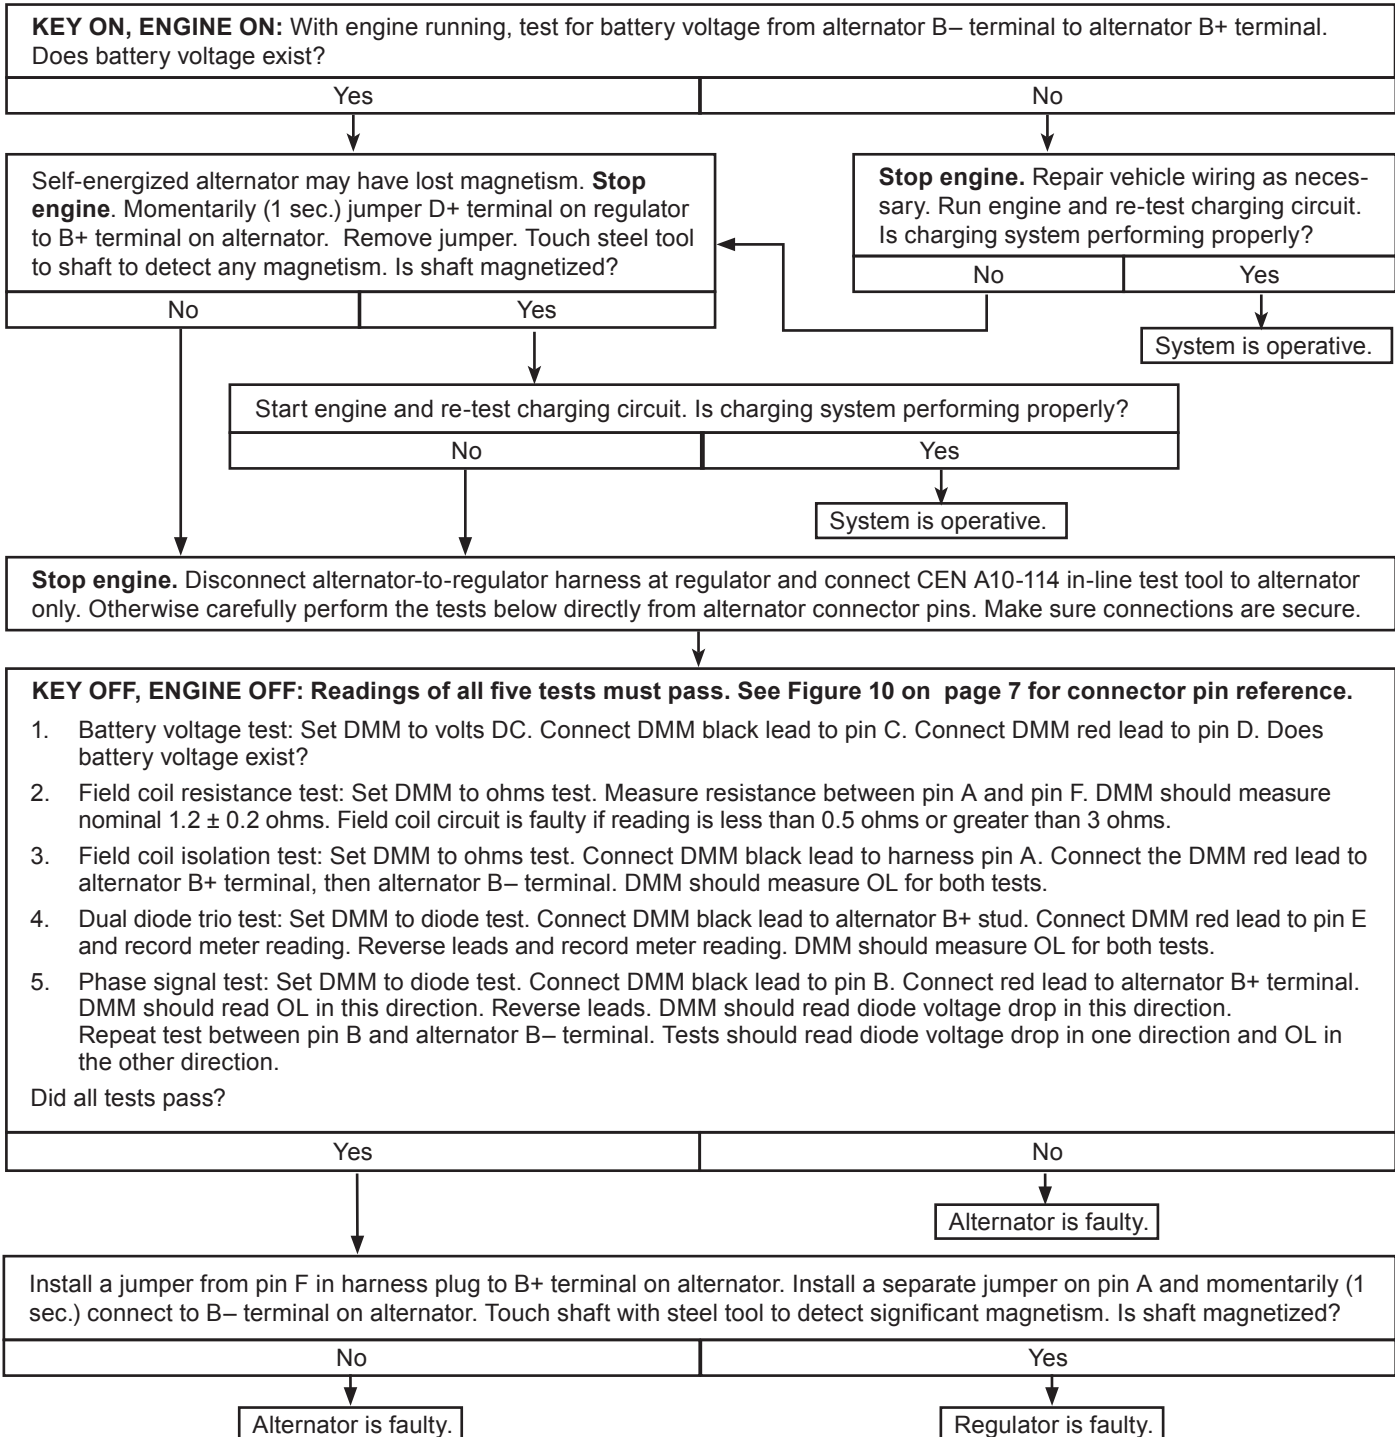 KEY ON, ENGINE ON: With engine running, test for battery voltage from alternator B– terminal to alternator B+ terminal.
Does battery voltage exist?
Yes
No
Self-energized alternator may have lost magnetism. Stop
engine. Momentarily (1 sec.) jumper D+ terminal on regulator
to B+ terminal on alternator. Remove jumper. Touch steel tool
to shaft to detect any magnetism. Is shaft magnetized?
No
Yes
Stop engine. Repair vehicle wiring as neces-
sary. Run engine and re-test charging circuit.
Is charging system performing properly?
No
Yes
System is operative.
Start engine and re-test charging circuit. Is charging system performing properly?
No
Yes
System is operative.
Stop engine. Disconnect alternator-to-regulator harness at regulator and connect CEN A10-114 in-line test tool to alternator
only. Otherwise carefully perform the tests below directly from alternator connector pins. Make sure connections are secure.
KEY OFF, ENGINE OFF: Readings of all five tests must pass. See Figure 10 on page 7 for connector pin reference.
1. Battery voltage test: Set DMM to volts DC. Connect DMM black lead to pin C. Connect DMM red lead to pin D. Does
battery voltage exist?
2. Field coil resistance test: Set DMM to ohms test. Measure resistance between pin A and pin F. DMM should measure
nominal 1.2 ± 0.2 ohms. Field coil circuit is faulty if reading is less than 0.5 ohms or greater than 3 ohms.
3. Field coil isolation test: Set DMM to ohms test. Connect DMM black lead to harness pin A. Connect the DMM red lead to
alternator B+ terminal, then alternator B– terminal. DMM should measure OL for both tests.
4. Dual diode trio test: Set DMM to diode test. Connect DMM black lead to alternator B+ stud. Connect DMM red lead to pin E
and record meter reading. Reverse leads and record meter reading. DMM should measure OL for both tests.
5. Phase signal test: Set DMM to diode test. Connect DMM black lead to pin B. Connect red lead to alternator B+ terminal.
DMM should read OL in this direction. Reverse leads. DMM should read diode voltage drop in this direction.
Repeat test between pin B and alternator B– terminal. Tests should read diode voltage drop in one direction and OL in
the other direction.
Did all tests pass?
Yes
No
Alternator is faulty.
Install a jumper from pin F in harness plug to B+ terminal on alternator. Install a separate jumper on pin A and momentarily (1
sec.) connect to B– terminal on alternator. Touch shaft with steel tool to detect significant magnetism. Is shaft magnetized?
No
Yes
Alternator is faulty.
Regulator is faulty.